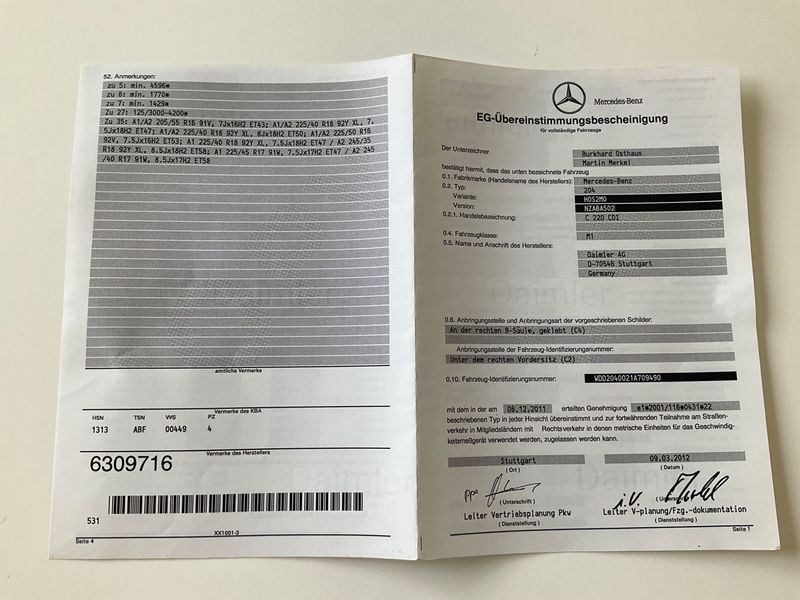 52. Anmerkungen:
zu 5: min. 4596*
zu 6: min. 1770*
zu 7: min. 1429*
Zu 27: 125/3000-4200*
Zu 35: A1/A2 205/55 R16 91V, 7Jx16H2 ET43; A1/A2 225/40 R18 92Y XL, 7.
5Jx18H2 ET47; A1/A2 225/40 R18 92Y XL, 8Jx18H2 ET50; A1/A2 225/50 R16
92V, 7.5Jx16H2 ET53; A1 225/40 R18 92Y XL, 7.5Jx18H2 ET47 / A2 245/35
R18 92Y XL, 8.5Jx18H2 ET58; A1 225/45 R17 91W, 7.5Jx17H2 ET47 / A2 245
/40 R17 91W, 8.5Jx17H2 ET58
amtliche Vermerke
Vermerke des KBA
HSN TSN VVS PZ
1313 ABF 00449 4
Vermerke des Herstellers
6309716
531
XX1001-3
Seite 4
Mercedes-Benz
EG-Übereinstimmungsbescheinigung
für vollständige Fahrzeuge
Der Unterzeichner Burkhard Osthaus
Martin Merkel
bestätigt hiermit, dass das unten bezeichnete Fahrzeug
0.1. Fabrikmarke (Handelsname des Herstellers): Mercedes-Benz
0.2. Typ: 204
Variante: H0S2M0
Version: NZABA502
0.2.1. Handelsbezeichnung: C 220 CDI
0.4. Fahrzeugklasse: M1
0.5. Name und Anschrift des Herstellers:
Daimler AG
D-70546 Stuttgart
Germany
Daimler
0.6. Anbringungsstelle und Anbringungsart der vorgeschriebenen Schilder:
An der rechten B-Säule, geklebt (C4)
Anbringungsstelle der Fahrzeug-Identifizierungsnummer:
Unter dem rechten Vordersitz (C2)
0.10. Fahrzeug-Identifizierungsnummer: WDD2040021A709490
mit dem in der am 08.12.2011 erteilten Genehmigung e1*2001/116*0431*22
beschriebenen Typ in jeder Hinsicht übereinstimmt und zur fortwährenden Teilnahme am Straßen-
verkehr in Mitgliedsländern mit Rechtsverkehr in denen metrische Einheiten für das Geschwindig-
keitsmeßgerät verwendet werden, zugelassen werden kann.
Stuttgart 09.03.2012
(Ort) (Datum)
ppa
i.V.
(Unterschrift)
Leiter Vertriebsplanung Pkw Leiter V-planung/Fzg.-dokumentation
(Dienststellung) (Dienststellung)
Seite 1